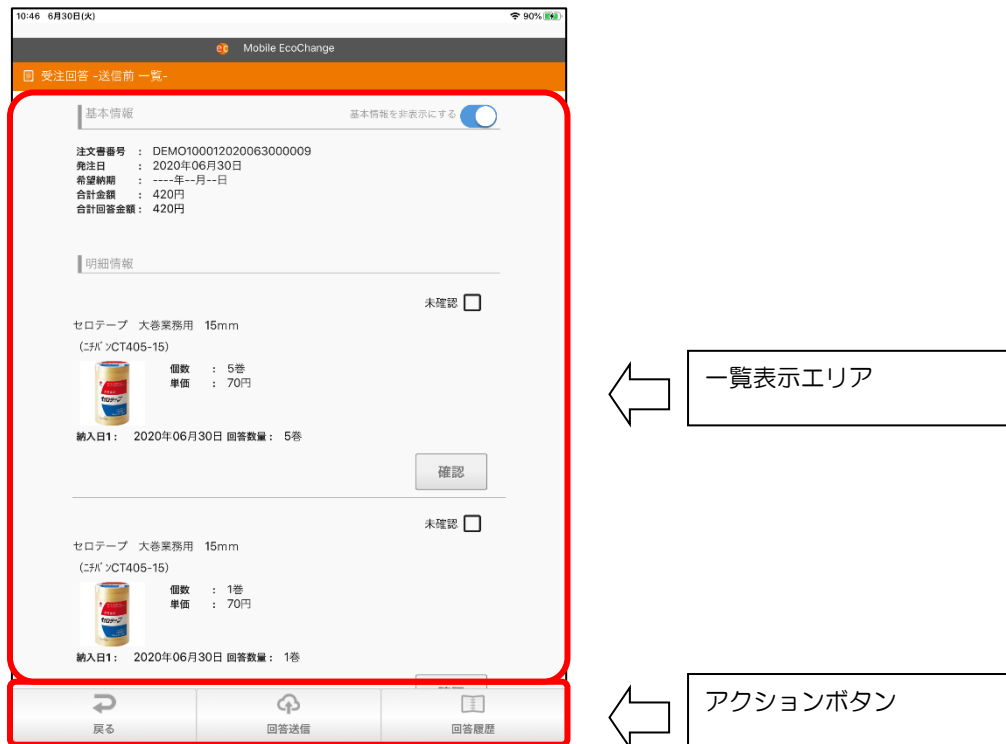 10:46 6月30日(火) 90%
Mobile EcoChange
受注回答 -送信前 一覧-
基本情報 基本情報を非表示にする
注文書番号 : DEMO100012020063000009
発注日 : 2020年06月30日
希望納期 : ----年--月--日
合計金額 : 420円
合計回答金額 : 420円
明細情報
未確認
セロテープ 大巻業務用 15mm
(ﾆﾁﾊﾞﾝCT405-15)
個数 : 5巻
単価 : 70円
納入日1: 2020年06月30日 回答数量: 5巻
確認
未確認
セロテープ 大巻業務用 15mm
(ﾆﾁﾊﾞﾝCT405-15)
個数 : 1巻
単価 : 70円
納入日1: 2020年06月30日 回答数量: 1巻
戻る 回答送信 回答履歴
一覧表示エリア
アクションボタン